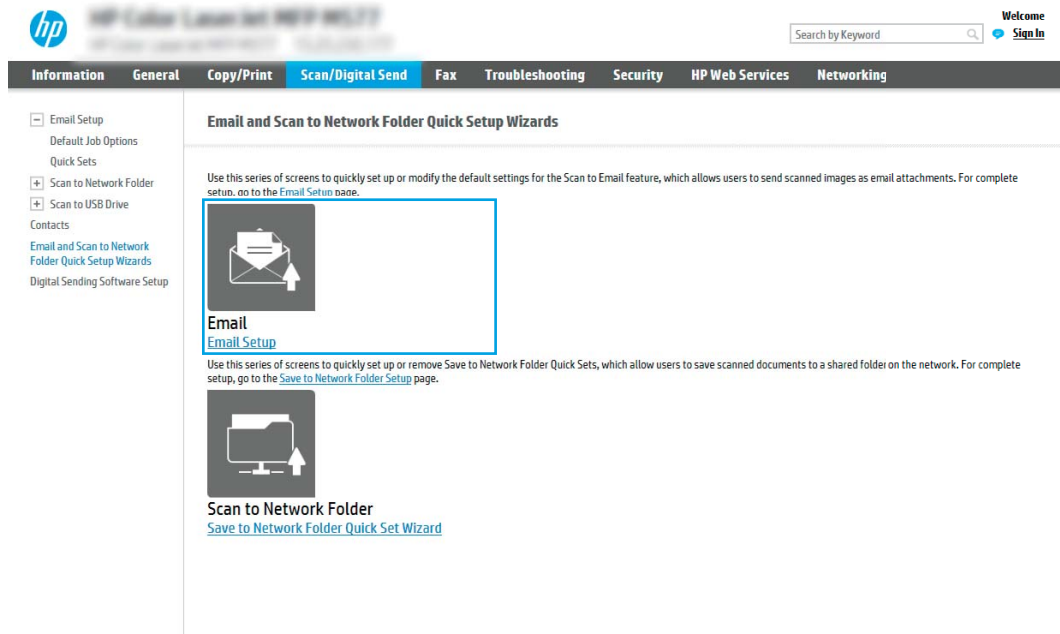 hp
Welcome
Search by Keyword
Sign In
Information General Copy/Print Scan/Digital Send Fax Troubleshooting Security HP Web Services Networking
Email Setup
Default Job Options
Quick Sets
Scan to Network Folder
Scan to USB Drive
Contacts
Email and Scan to Network
Folder Quick Setup Wizards
Digital Sending Software Setup
Email and Scan to Network Folder Quick Setup Wizards
Use this series of screens to quickly set up or modify the default settings for the Scan to Email feature, which allows users to send scanned images as email attachments. For complete
setup, go to the Email Setup page.
Email
Email Setup
Use this series of screens to quickly set up or remove Save to Network Folder Quick Sets, which allow users to save scanned documents to a shared folder on the network. For complete
setup, go to the Save to Network Folder Setup page.
Scan to Network Folder
Save to Network Folder Quick Set Wizard